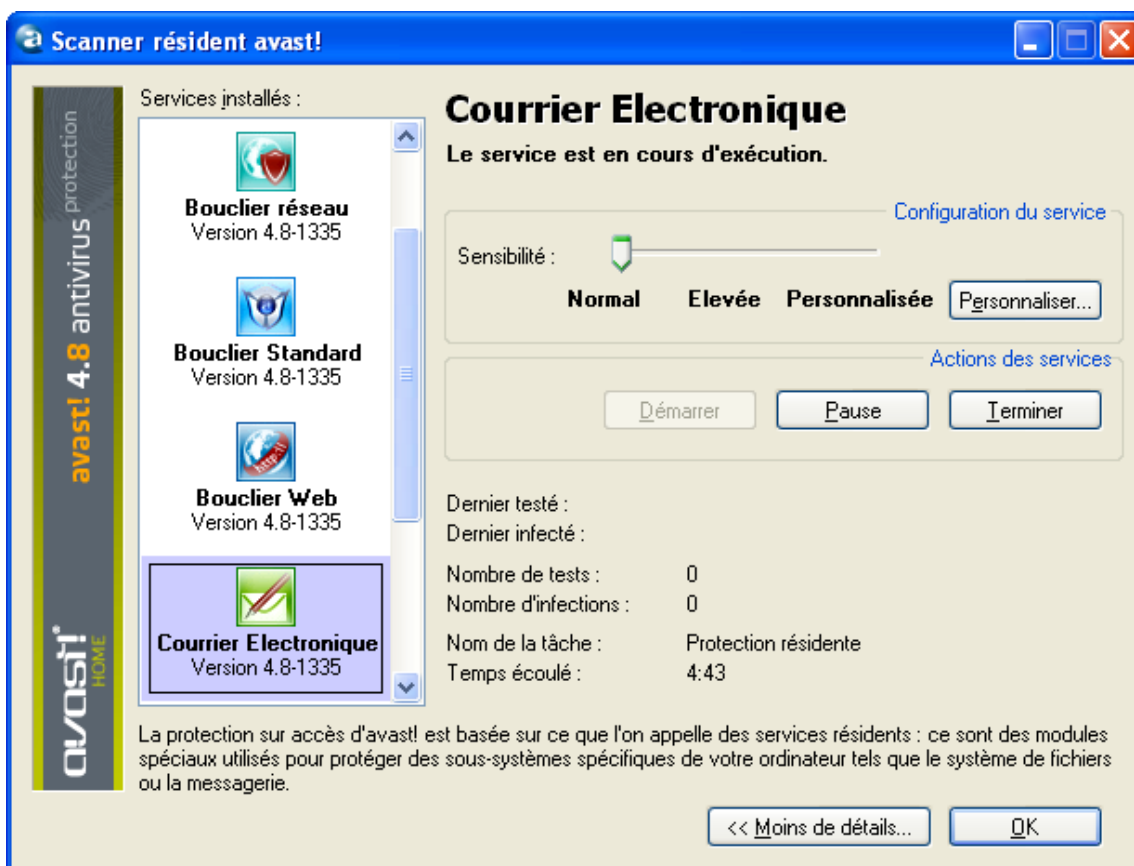 Scanner résident avast!
avast! 4.8 antivirus protection
avast! HOME
Services installés :
Bouclier réseau
Version 4.8-1335
Bouclier Standard
Version 4.8-1335
http://
Bouclier Web
Version 4.8-1335
Courrier Electronique
Version 4.8-1335
Courrier Electronique
Le service est en cours d'exécution.
Configuration du service
Sensibilité :
Normal Elevée Personnalisée Personnaliser...
Actions des services
Démarrer Pause Terminer
Dernier testé :
Dernier infecté :
Nombre de tests : 0
Nombre d'infections : 0
Nom de la tâche : Protection résidente
Temps écoulé : 4:43
La protection sur accès d'avast! est basée sur ce que l'on appelle des services résidents : ce sont des modules
spéciaux utilisés pour protéger des sous-systèmes spécifiques de votre ordinateur tels que le système de fichiers
ou la messagerie.
<< Moins de détails... OK